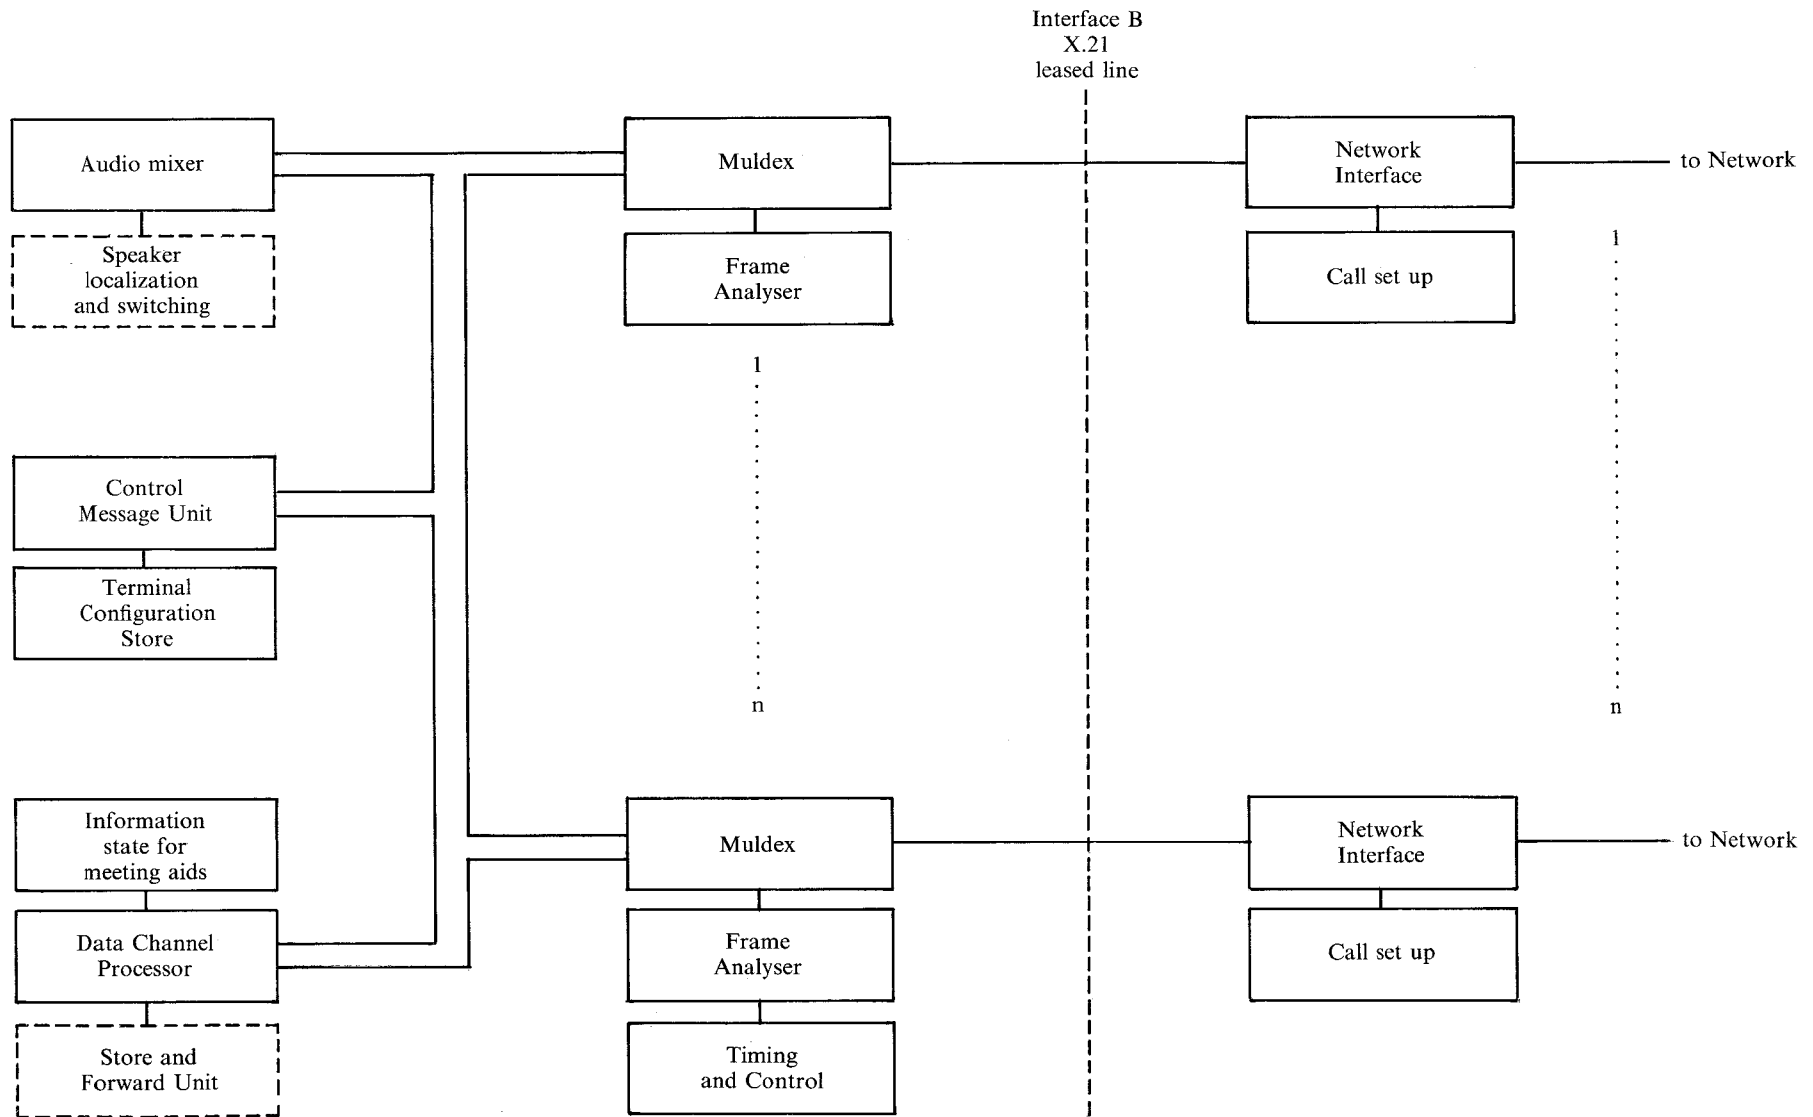 Interface B
X.21
leased line
Audio mixer
Muldex
Network
Interface
to Network
Speaker
localization
and switching
Frame
Analyser
Call set up
1
1
Control
Message Unit
Terminal
Configuration
Store
n
n
Information
state for
meeting aids
Muldex
Network
Interface
to Network
Data Channel
Processor
Frame
Analyser
Call set up
Store and
Forward Unit
Timing
and Control